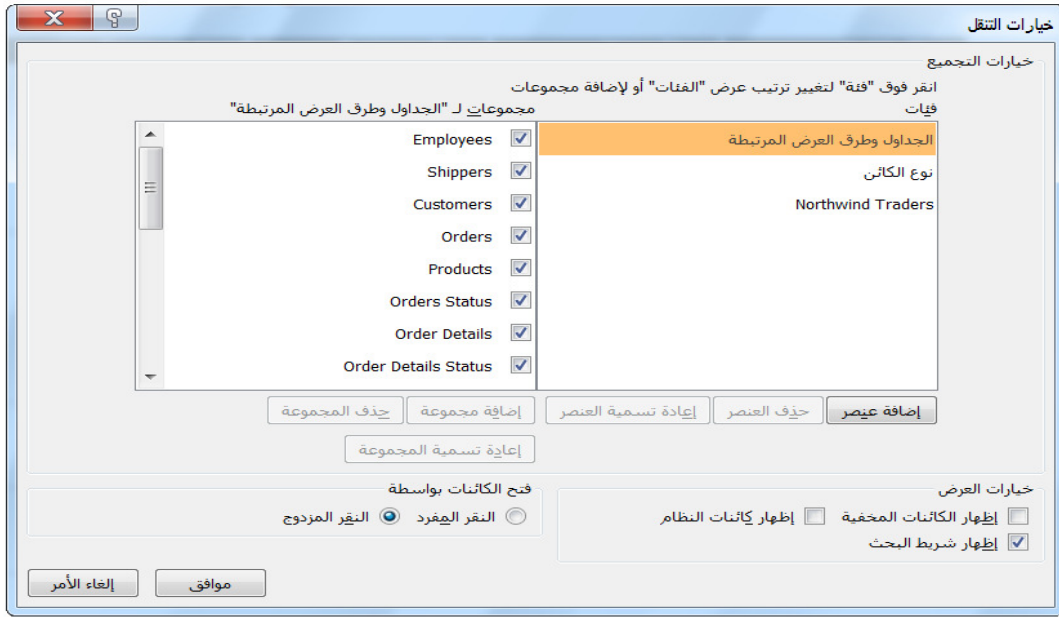 خيارات التنقل
خيارات التجميع
انقر فوق "فئة" لتغيير ترتيب عرض "الفئات" أو لإضافة مجموعات
فئات
الجداول وطرق العرض المرتبطة
نوع الكائن
Northwind Traders
مجموعات لـ "الجداول وطرق العرض المرتبطة"
Employees
Shippers
Customers
Orders
Products
Orders Status
Order Details
Order Details Status
إضافة عنصر حذف العنصر إعادة تسمية العنصر
إضافة مجموعة حذف المجموعة
إعادة تسمية المجموعة
خيارات العرض
إظهار الكائنات المخفية إظهار كائنات النظام
إظهار شريط البحث
فتح الكائنات بواسطة
النقر المفرد النقر المزدوج
موافق إلغاء الأمر